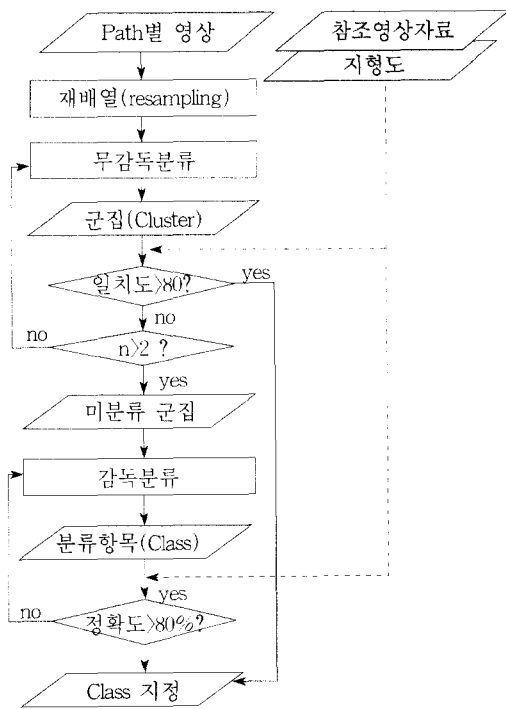 Path별 영상
참조영상자료
지형도
재배열(resampling)
무감독분류
군집(Cluster)
일치도>80?
yes
no
no
n>2 ?
yes
미분류 군집
감독분류
분류항목(Class)
yes
no
정확도>80%?
Class 지정